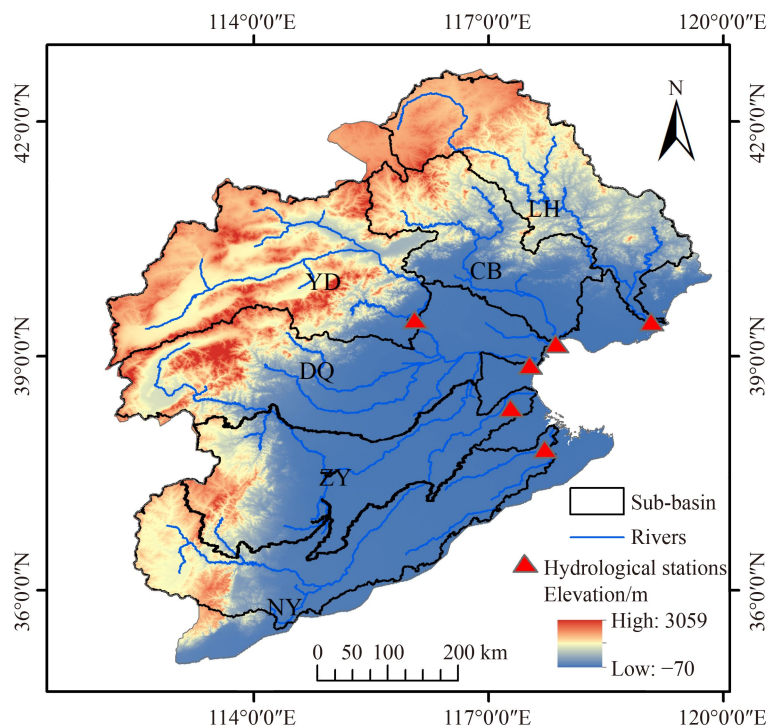 114°0′0″E 117°0′0″E 120°0′0″E
N
42°0′0″N 42°0′0″N
LH
CB
YD
39°0′0″N 39°0′0″N
DQ
ZY
Sub-basin
Rivers
Hydrological stations
Elevation/m
36°0′0″N 36°0′0″N
NY
High: 3059
0 50 100 200 km
Low: −70
114°0′0″E 117°0′0″E 120°0′0″E